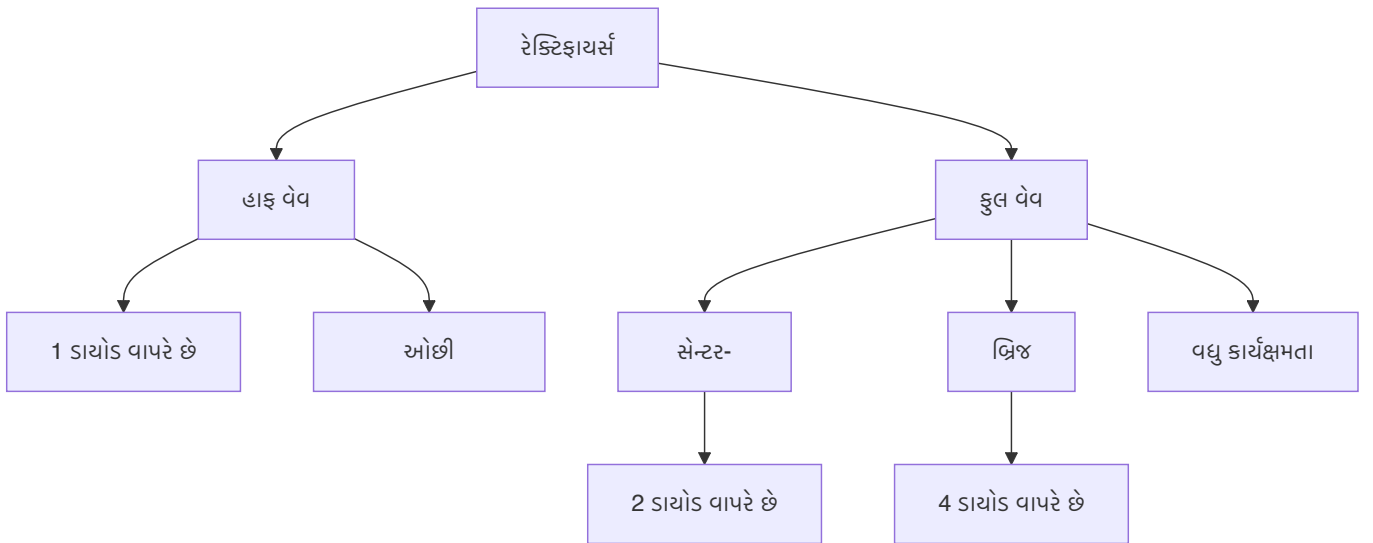 રેક્ટિફાયર્સ
હાફ વેવ
ફુલ વેવ
1 ડાયોડ વાપરે છે
ઓછી
સેન્ટર-
બ્રિજ
વધુ કાર્યક્ષમતા
2 ડાયોડ વાપરે છે
4 ડાયોડ વાપરે છે